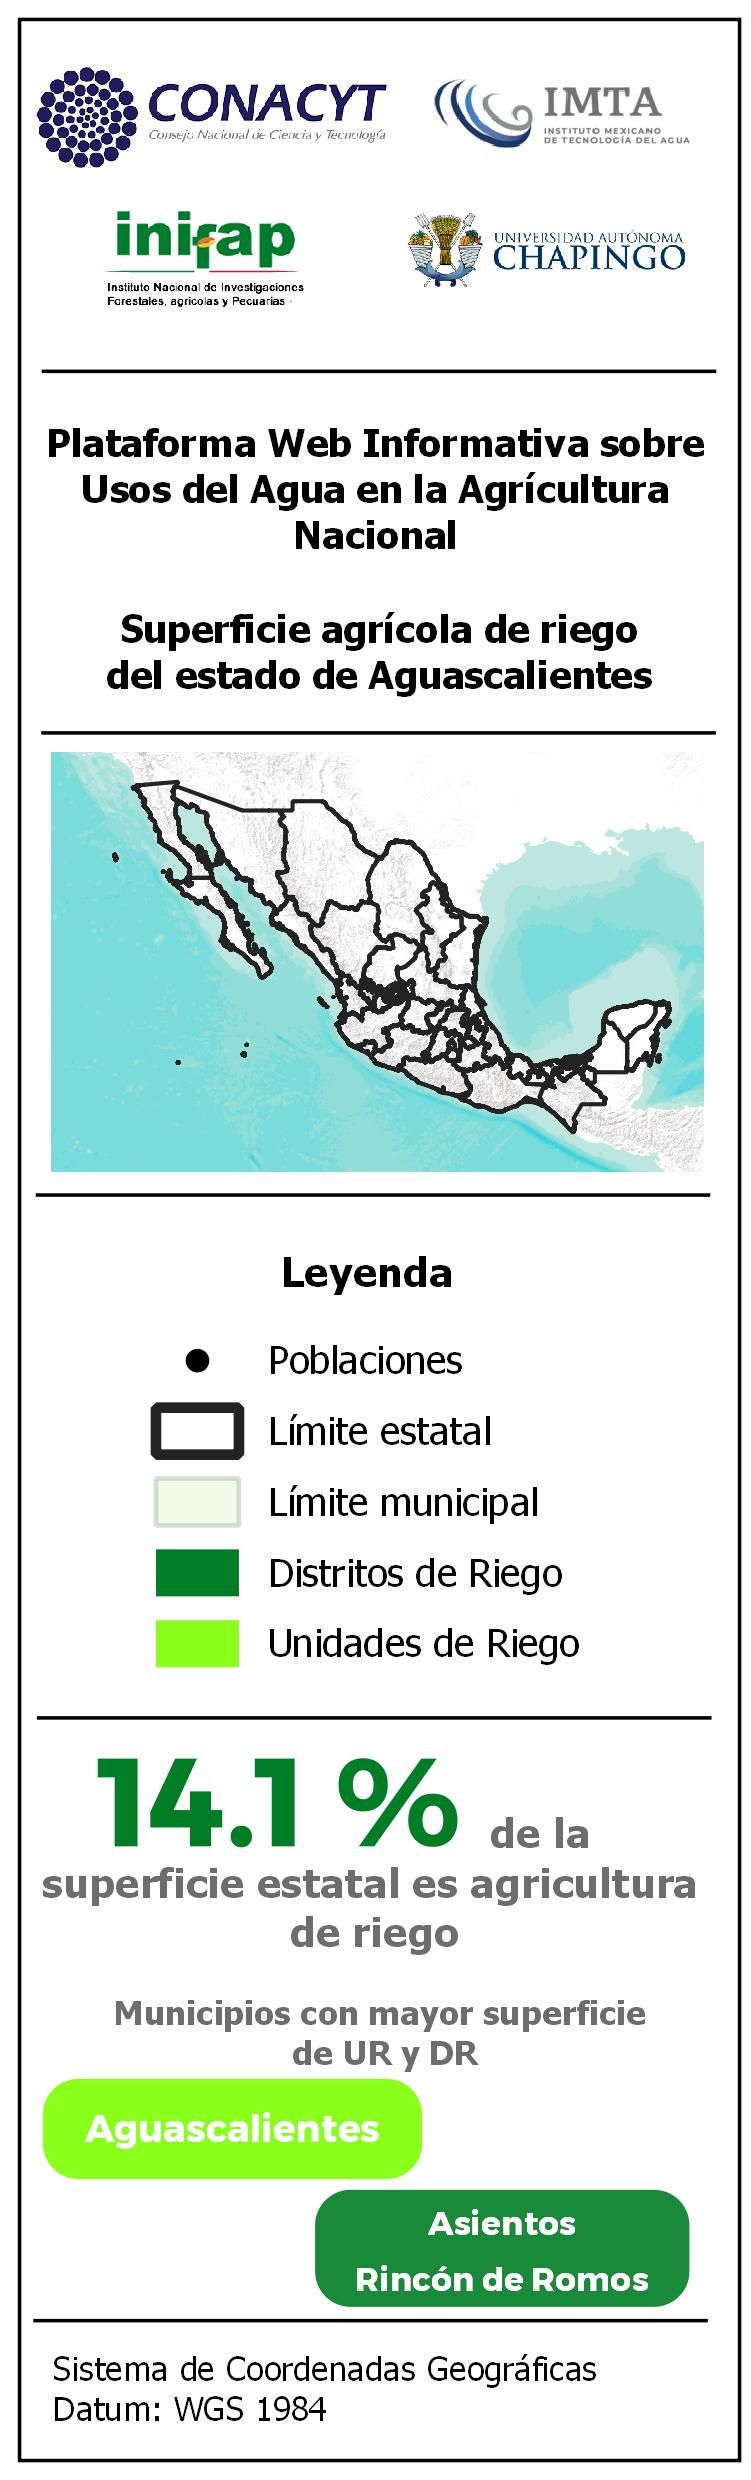 CONACYT
Consejo Nacional de Ciencia y Tecnología
IMTA
INSTITUTO MEXICANO
DE TECNOLOGÍA DEL AGUA
inifap
Instituto Nacional de Investigaciones
Forestales, agricolas y Pecuarias
UNIVERSIDAD AUTÓNOMA
CHAPINGO
Plataforma Web Informativa sobre
Usos del Agua en la Agrícultura
Nacional
Superficie agrícola de riego
del estado de Aguascalientes
Leyenda
Poblaciones
Límite estatal
Límite municipal
Distritos de Riego
Unidades de Riego
14.1 % de la
superficie estatal es agricultura
de riego
Municipios con mayor superficie
de UR y DR
Aguascalientes
Asientos
Rincón de Romos
Sistema de Coordenadas Geográficas
Datum: WGS 1984